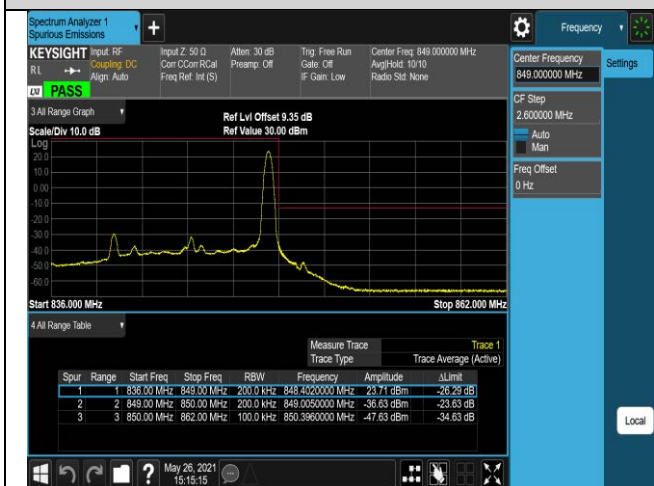 Spectrum Analyzer 1
Spurious Emissions
Frequency
KEYSIGHT
Input: RF
Input Z: 50 Ω
Atten: 30 dB
Trig: Free Run
Center Freq: 849.000000 MHz
RL
Coupling: DC
Corr CCorr RCal
Preamp: Off
Gate: Off
Avg|Hold: 10/10
Align: Auto
Freq Ref: Int (S)
IF Gain: Low
Radio Std: None
LXI
PASS
Center Frequency
849.000000 MHz
Settings
CF Step
2.600000 MHz
Auto
Man
Freq Offset
0 Hz
3 All Range Graph
Ref Lvl Offset 9.35 dB
Scale/Div 10.0 dB
Ref Value 30.00 dBm
Log
20.0
10.0
0.00
-10.0
-20.0
-30.0
-40.0
-50.0
-60.0
Start 836.000 MHz
Stop 862.000 MHz
4 All Range Table
Measure Trace Trace 1
Trace Type Trace Average (Active)
Spur Range Start Freq Stop Freq RBW Frequency Amplitude ΔLimit
1 1 836.00 MHz 849.00 MHz 200.0 kHz 848.4020000 MHz 23.71 dBm -26.29 dB
2 2 849.00 MHz 850.00 MHz 200.0 kHz 849.0050000 MHz -36.63 dBm -23.63 dB
3 3 850.00 MHz 862.00 MHz 100.0 kHz 850.3960000 MHz -47.63 dBm -34.63 dB
Local
?
May 26, 2021
15:15:15